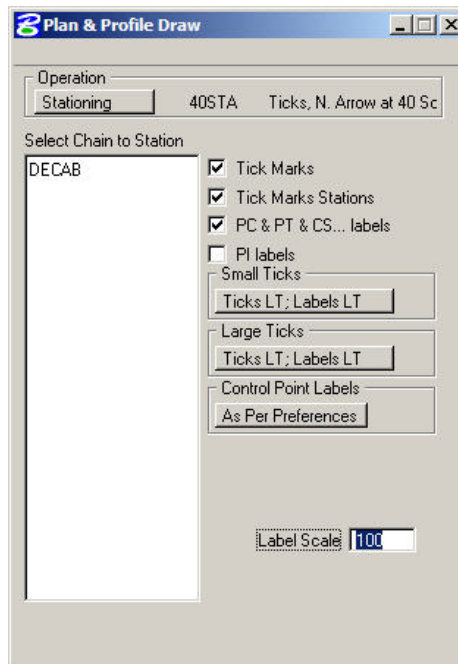 Plan & Profile Draw
Operation
Stationing 40STA Ticks, N. Arrow at 40 Sc
Select Chain to Station
DECAB
Tick Marks
Tick Marks Stations
PC & PT & CS... labels
PI labels
Small Ticks
Ticks LT; Labels LT
Large Ticks
Ticks LT; Labels LT
Control Point Labels
As Per Preferences
Label Scale 100